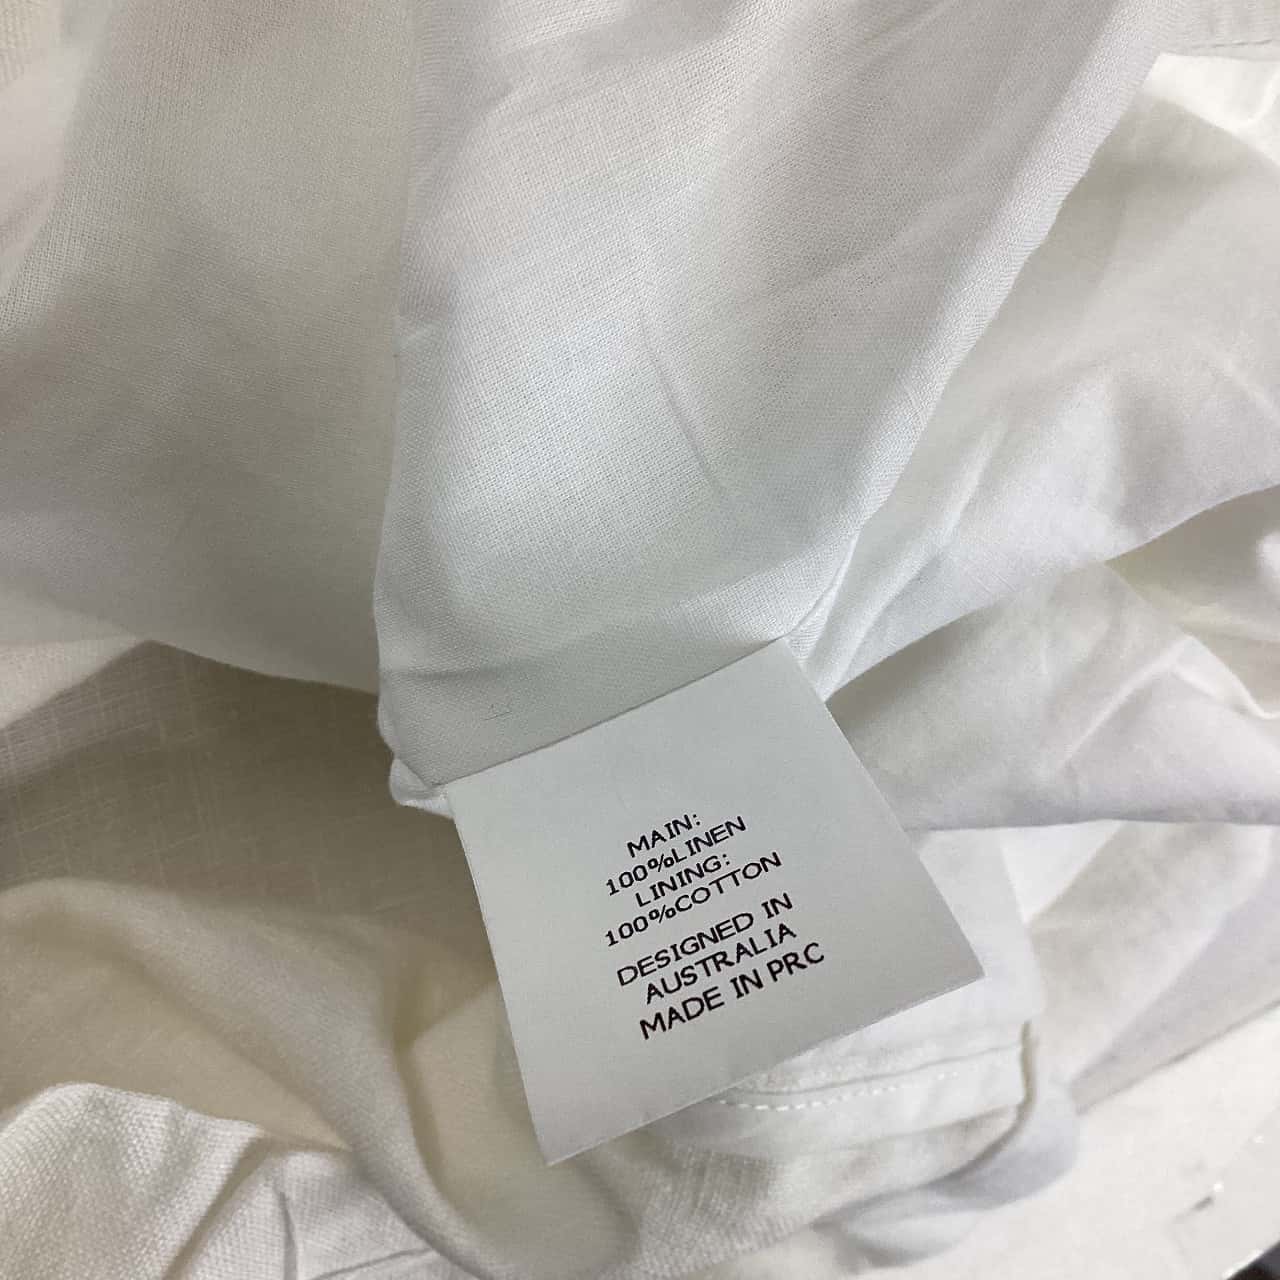 MAIN:
100%LINEN
LINING:
100%COTTON
DESIGNED IN
AUSTRALIA
MADE IN PRC